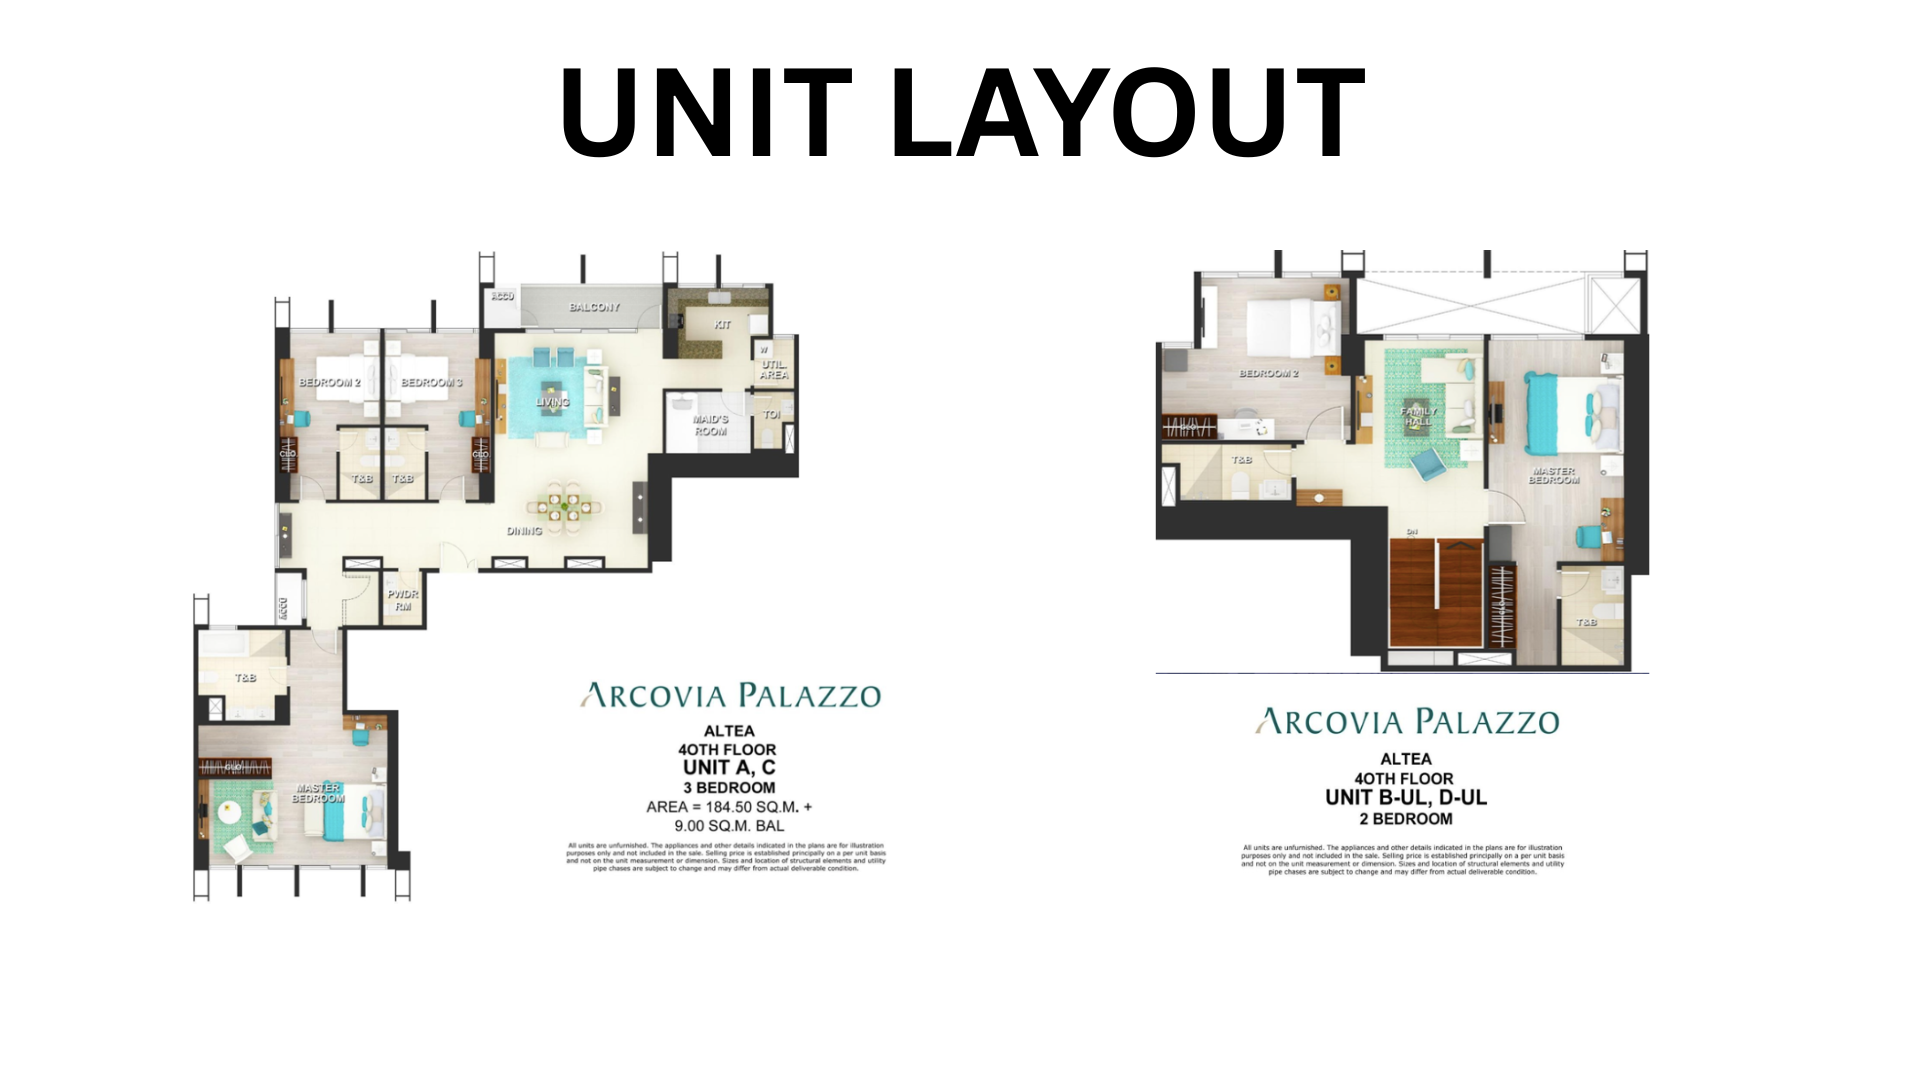 UNIT LAYOUT
ACCU
BALCONY
KIT
W
UTIL.
AREA
BEDROOM 2
BEDROOM 3
LIVING
MAID'S
ROOM
TOI
CLO.
T&B
T&B
CLO.
DINING
PWDR
RM
ACCU
T&B
CLO.
MASTER
BEDROOM
ARCOVIA PALAZZO
ALTEA
40TH FLOOR
UNIT A, C
3 BEDROOM
AREA = 184.50 SQ.M. +
9.00 SQ.M. BAL
All units are unfurnished. The appliances and other details indicated in the plans are for illustration
purposes only and not included in the sale. Selling price is established principally on a per unit basis
and not on the unit measurement or dimension. Sizes and location of structural elements and utility
pipe chases are subject to change and may differ from actual deliverable condition.
BEDROOM 2
FAMILY
HALL
CLO.
T&B
MASTER
BEDROOM
DN
CLO.
T&B
ARCOVIA PALAZZO
ALTEA
40TH FLOOR
UNIT B-UL, D-UL
2 BEDROOM
All units are unfurnished. The appliances and other details indicated in the plans are for illustration
purposes only and not included in the sale. Selling price is established principally on a per unit basis
and not on the unit measurement or dimension. Sizes and location of structural elements and utility
pipe chases are subject to change and may differ from actual deliverable condition.